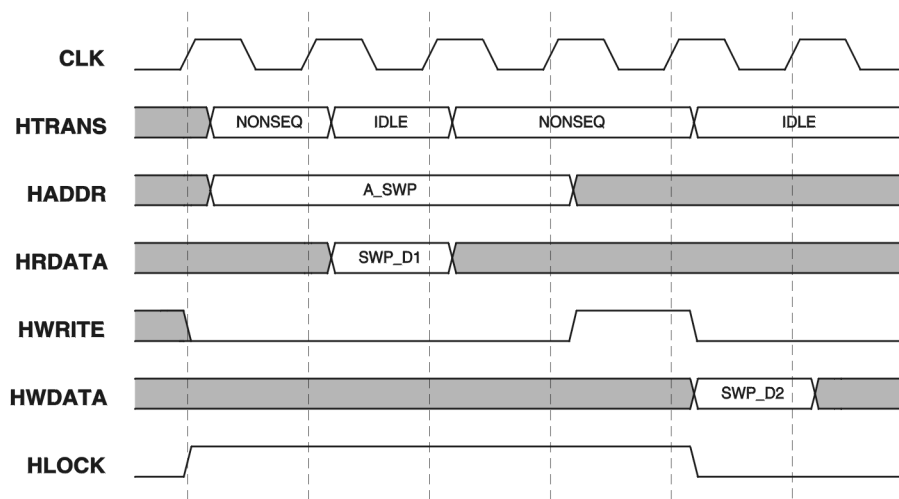 CLK
HTRANS NONSEQ IDLE NONSEQ IDLE
HADDR A_SWP
HRDATA SWP_D1
HWRITE
HWDATA SWP_D2
HLOCK